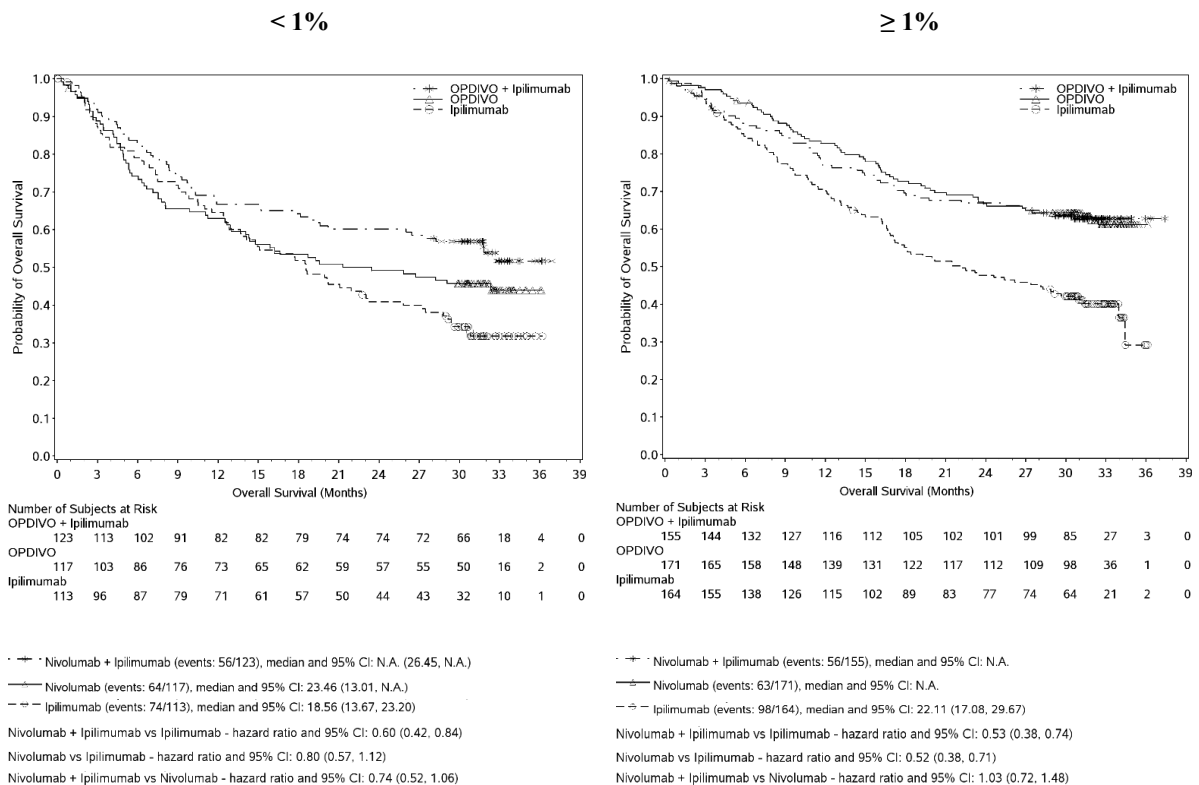 < 1%
≥ 1%
1.0
0.9
0.8
0.7
0.6
0.5
0.4
0.3
0.2
0.1
0.0
Probability of Overall Survival
OPDIVO + Ipilimumab
OPDIVO
Ipilimumab
0 3 6 9 12 15 18 21 24 27 30 33 36 39
Overall Survival (Months)
Number of Subjects at Risk
OPDIVO + Ipilimumab
123 113 102 91 82 82 79 74 74 72 66 18 4 0
OPDIVO
117 103 86 76 73 65 62 59 57 55 50 16 2 0
Ipilimumab
113 96 87 79 71 61 57 50 44 43 32 10 1 0
Nivolumab + Ipilimumab (events: 56/123), median and 95% CI: N.A. (26.45, N.A.)
Nivolumab (events: 64/117), median and 95% CI: 23.46 (13.01, N.A.)
Ipilimumab (events: 74/113), median and 95% CI: 18.56 (13.67, 23.20)
Nivolumab + Ipilimumab vs Ipilimumab - hazard ratio and 95% CI: 0.60 (0.42, 0.84)
Nivolumab vs Ipilimumab - hazard ratio and 95% CI: 0.80 (0.57, 1.12)
Nivolumab + Ipilimumab vs Nivolumab - hazard ratio and 95% CI: 0.74 (0.52, 1.06)
1.0
0.9
0.8
0.7
0.6
0.5
0.4
0.3
0.2
0.1
0.0
Probability of Overall Survival
OPDIVO + Ipilimumab
OPDIVO
Ipilimumab
0 3 6 9 12 15 18 21 24 27 30 33 36 39
Overall Survival (Months)
Number of Subjects at Risk
OPDIVO + Ipilimumab
155 144 132 127 116 112 105 102 101 99 85 27 3 0
OPDIVO
171 165 158 148 139 131 122 117 112 109 98 36 1 0
Ipilimumab
164 155 138 126 115 102 89 83 77 74 64 21 2 0
Nivolumab + Ipilimumab (events: 56/155), median and 95% CI: N.A.
Nivolumab (events: 63/171), median and 95% CI: N.A.
Ipilimumab (events: 98/164), median and 95% CI: 22.11 (17.08, 29.67)
Nivolumab + Ipilimumab vs Ipilimumab - hazard ratio and 95% CI: 0.53 (0.38, 0.74)
Nivolumab vs Ipilimumab - hazard ratio and 95% CI: 0.52 (0.38, 0.71)
Nivolumab + Ipilimumab vs Nivolumab - hazard ratio and 95% CI: 1.03 (0.72, 1.48)